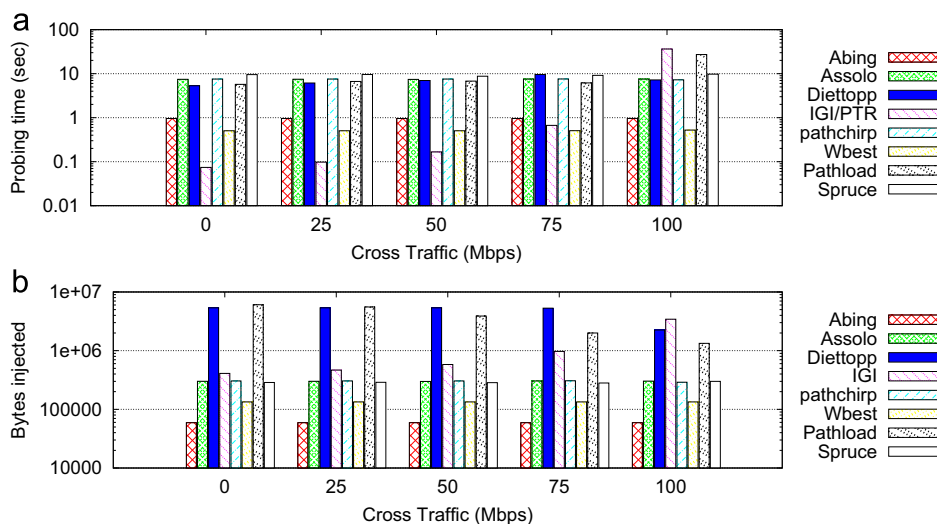 a
Probing time (sec)
100
10
1
0.1
0.01
0
25
50
75
100
Cross Traffic (Mbps)
Abing
Assolo
Diettopp
IGI/PTR
pathchirp
Wbest
Pathload
Spruce
b
Bytes injected
1e+07
1e+06
100000
10000
0
25
50
75
100
Cross Traffic (Mbps)
Abing
Assolo
Diettopp
IGI
pathchirp
Wbest
Pathload
Spruce